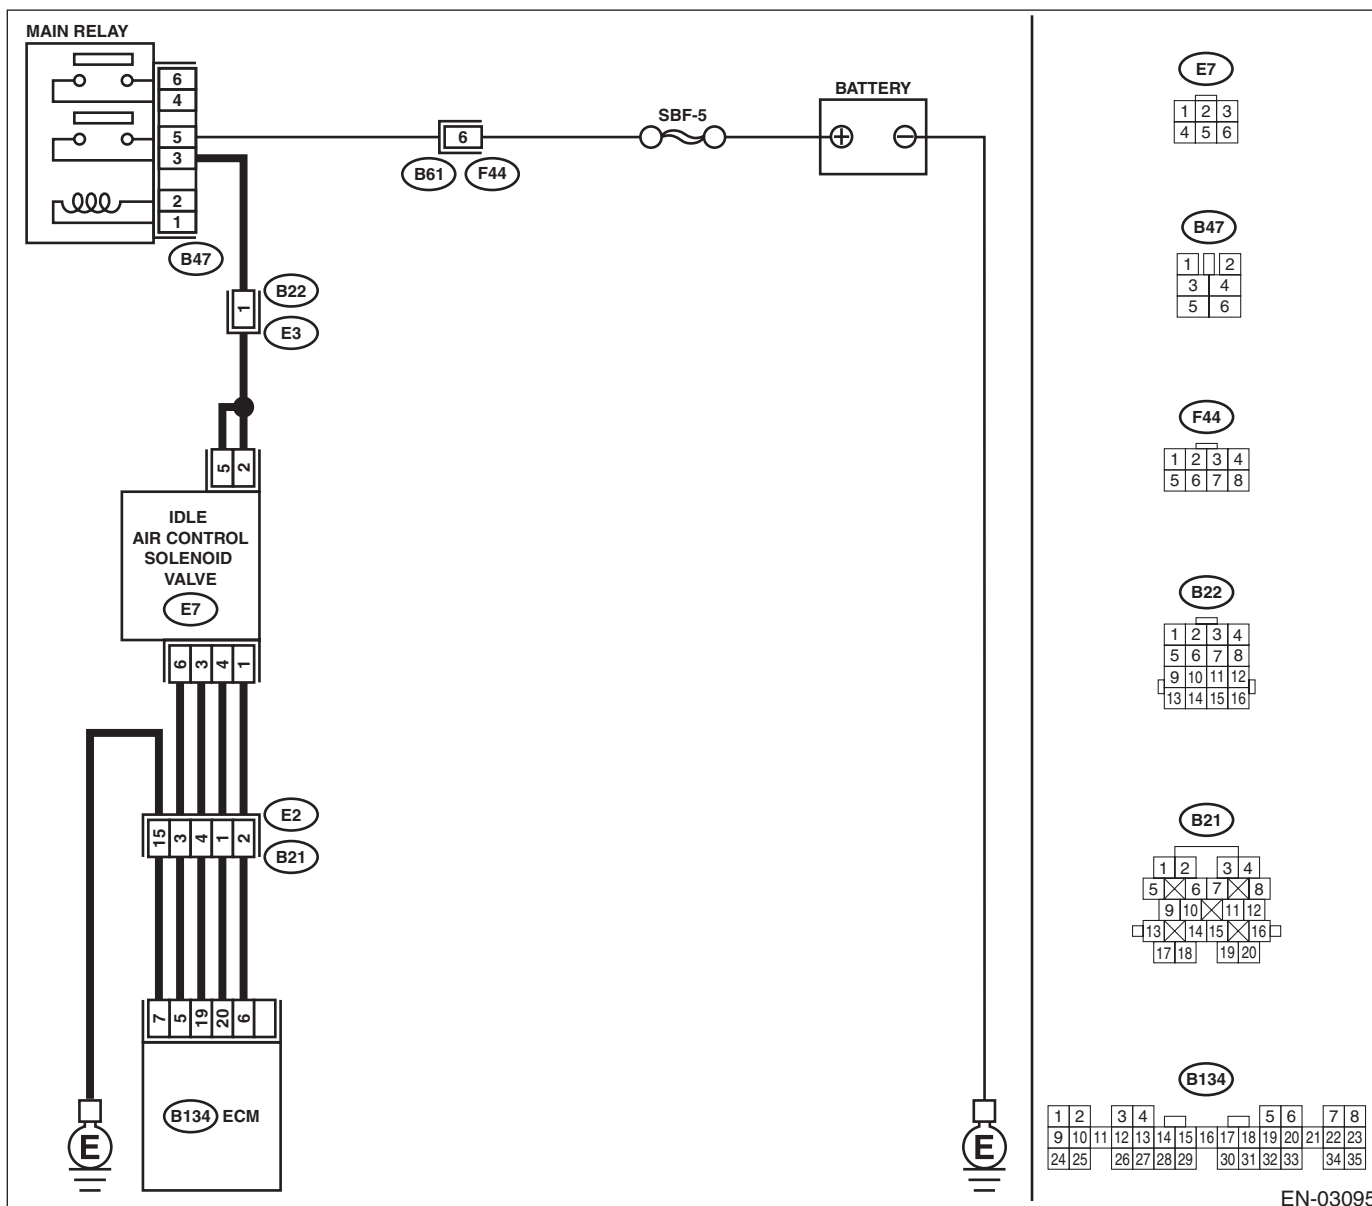 MAIN RELAY
6
4
5
3
2
1
B47
6
B61 F44
SBF-5
BATTERY
+ −
1
B22
E3
5 2
IDLE
AIR CONTROL
SOLENOID
VALVE
E7
6 3 4 1
E2
15 3 4 1 2
B21
7 5 19 20 6
B134 ECM
E
E
E7
1 2 3
4 5 6
B47
1 2
3 4
5 6
F44
1 2 3 4
5 6 7 8
B22
1 2 3 4
5 6 7 8
9 10 11 12
13 14 15 16
B21
1 2 3 4
5 6 7 8
9 10 11 12
13 14 15 16
17 18 19 20
B134
1 2 3 4 5 6 7 8
9 10 11 12 13 14 15 16 17 18 19 20 21 22 23
24 25 26 27 28 29 30 31 32 33 34 35
EN-03095